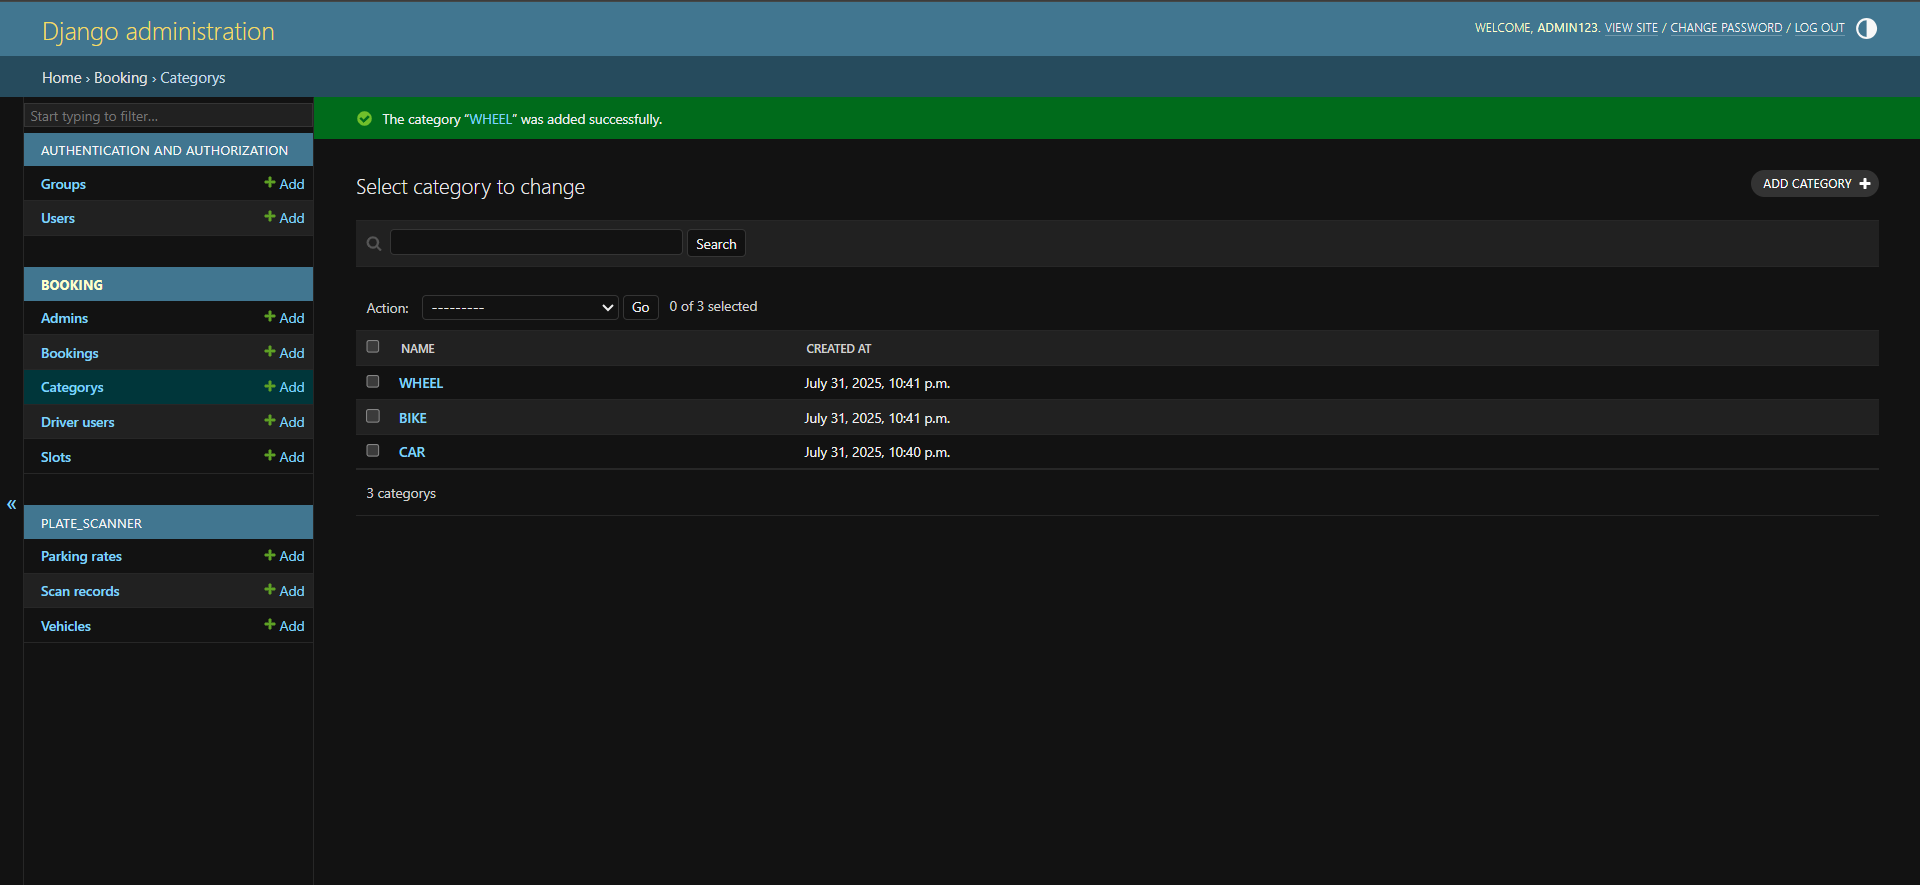 Django administration
WELCOME, ADMIN123. VIEW SITE / CHANGE PASSWORD / LOG OUT
Home › Booking › Categorys
Start typing to filter...
AUTHENTICATION AND AUTHORIZATION
Groups Add
Users Add
BOOKING
Admins Add
Bookings Add
Categorys Add
Driver users Add
Slots Add
«
PLATE_SCANNER
Parking rates Add
Scan records Add
Vehicles Add
The category “WHEEL” was added successfully.
Select category to change
ADD CATEGORY
Search
Action: --------- Go 0 of 3 selected
NAME CREATED AT
WHEEL July 31, 2025, 10:41 p.m.
BIKE July 31, 2025, 10:41 p.m.
CAR July 31, 2025, 10:40 p.m.
3 categorys